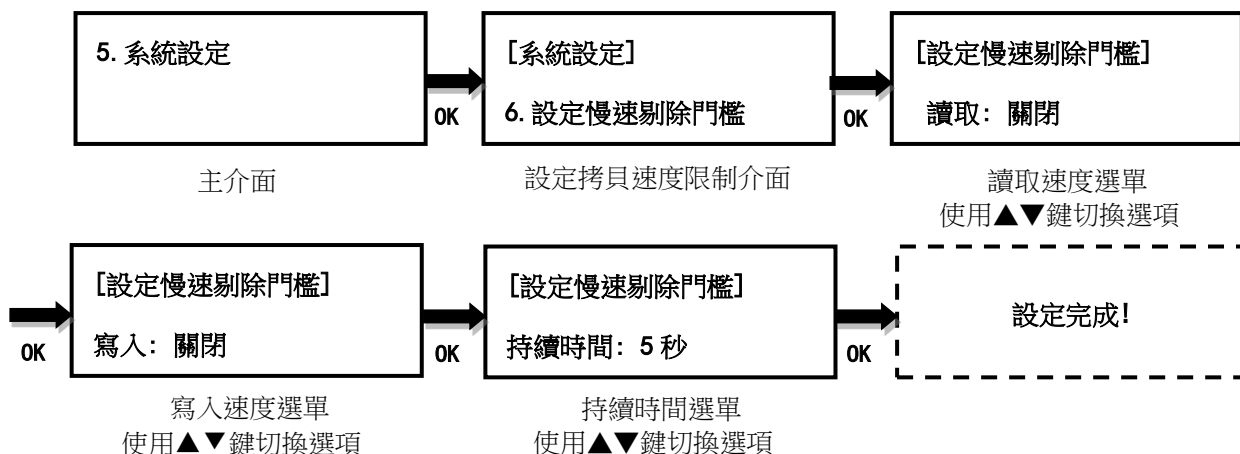 5. 系統設定
OK
[系統設定]
6. 設定慢速剔除門檻
OK
[設定慢速剔除門檻]
讀取: 關閉
主介面
設定拷貝速度限制介面
讀取速度選單
使用▲▼鍵切換選項
OK
[設定慢速剔除門檻]
寫入: 關閉
OK
[設定慢速剔除門檻]
持續時間: 5 秒
OK
設定完成!
寫入速度選單
使用▲▼鍵切換選項
持續時間選單
使用▲▼鍵切換選項